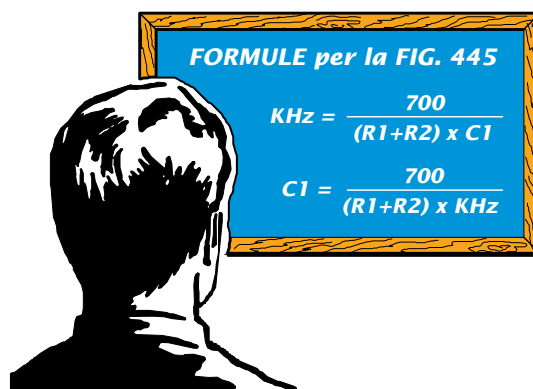 FORMULE per la FIG. 445
KHz = 700 / (R1+R2) x C1
C1 = 700 / (R1+R2) x KHz